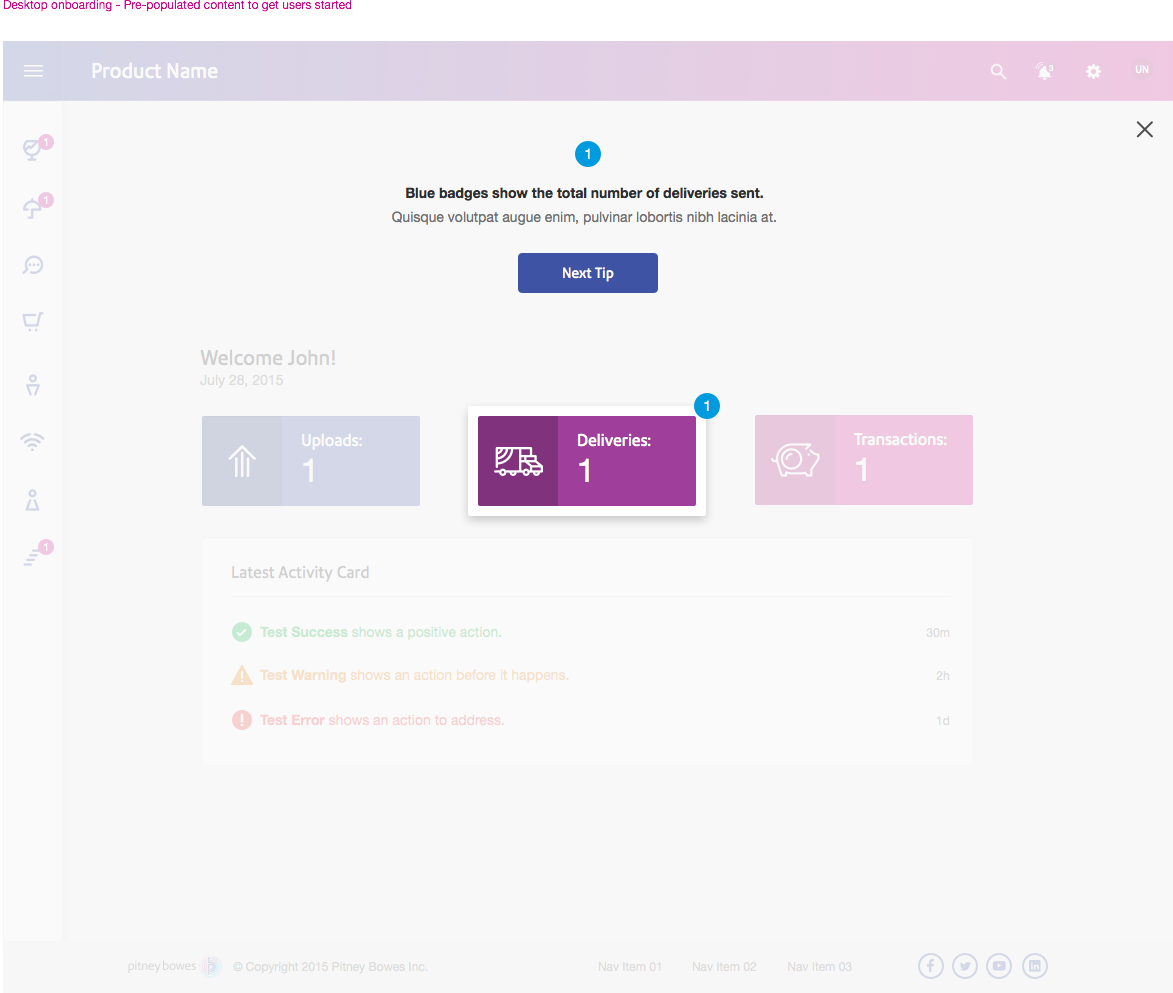 Desktop onboarding - Pre-populated content to get users started
Product Name
5
UN
1
1
1
Blue badges show the total number of deliveries sent.
Quisque volutpat augue enim, pulvinar lobortis nibh lacinia at.
Next Tip
Welcome John!
July 28, 2015
1
Uploads:
1
Deliveries:
1
Transactions:
1
1
Latest Activity Card
Test Success shows a positive action.
30m
Test Warning shows an action before it happens.
2h
Test Error shows an action to address.
1d
pitney bowes
© Copyright 2015 Pitney Bowes Inc.
Nav Item 01
Nav Item 02
Nav Item 03